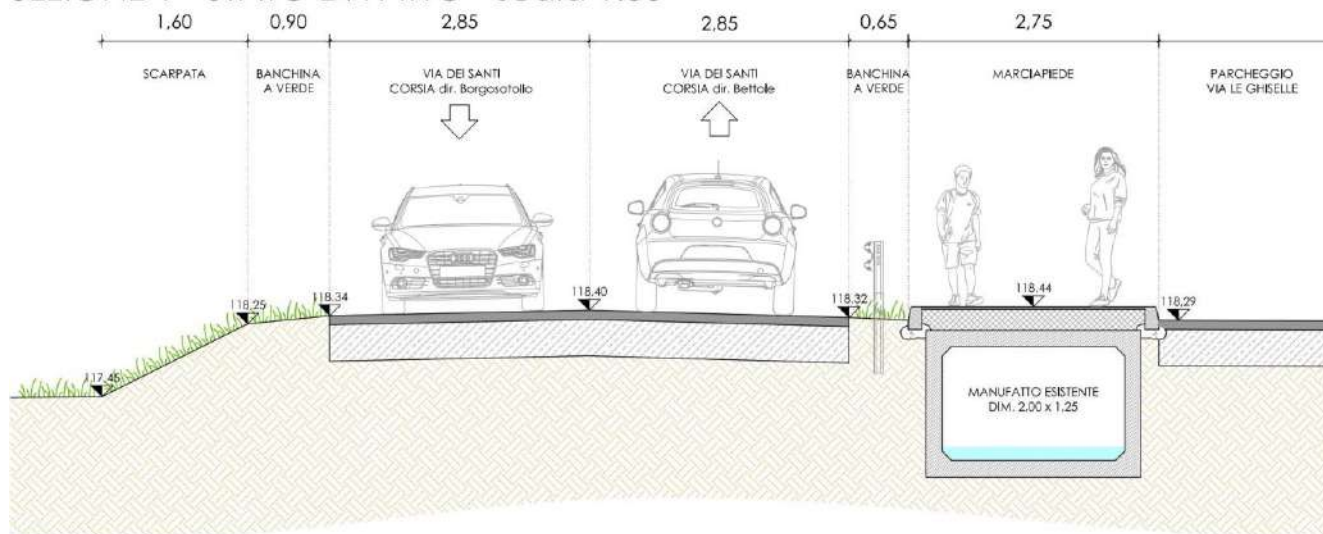 1,60 0,90 2,85 2,85 0,65 2,75
SCARPATA
BANCHINA
A VERDE
VIA DEI SANTI
CORSIA dir. Borgosatollo
VIA DEI SANTI
CORSIA dir. Bettole
BANCHINA
A VERDE
MARCIAPIEDE
PARCHEGGIO
VIA LE GHISELLE
117.45
118.25
118.34
118.40
118.32
118.44
118.29
MANUFATTO ESISTENTE
DIM. 2,00 x 1,25